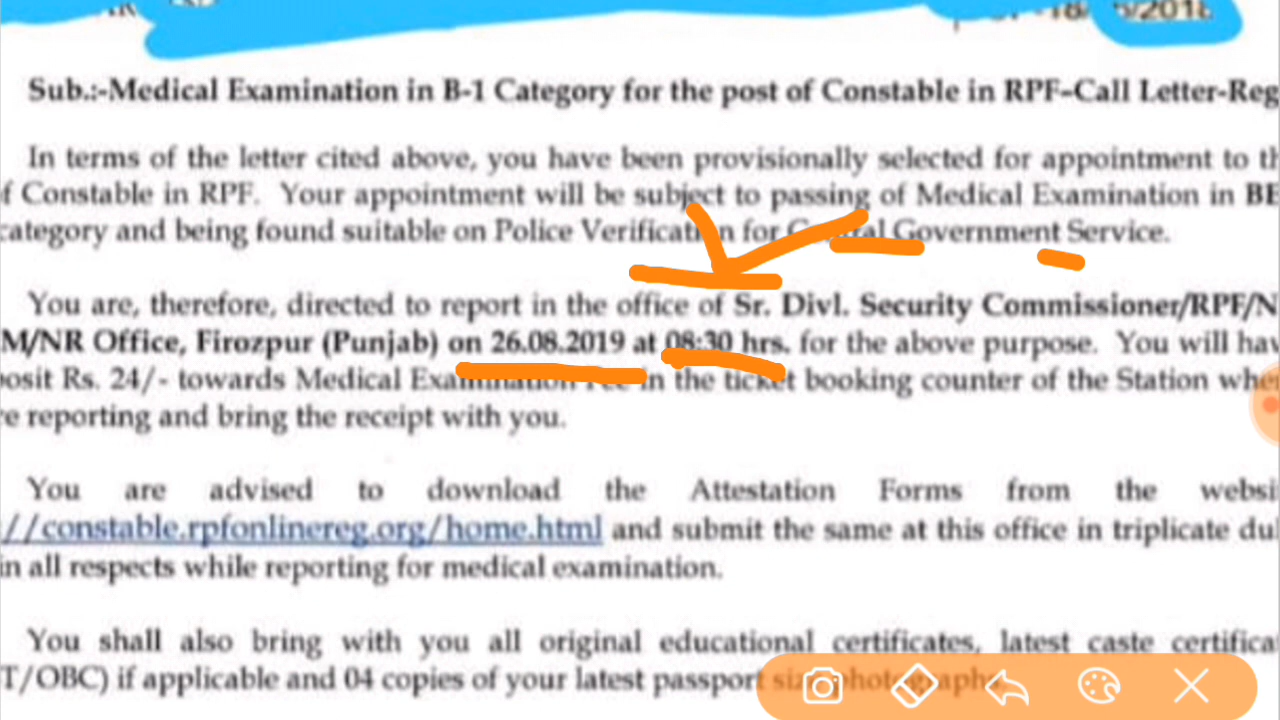 Sub.:-Medical Examination in B-1 Category for the post of Constable in RPF-Call Letter-Reg
In terms of the letter cited above, you have been provisionally selected for appointment to th
f Constable in RPF. Your appointment will be subject to passing of Medical Examination in BE
category and being found suitable on Police Verification for Central Government Service.
You are, therefore, directed to report in the office of Sr. Divl. Security Commissioner/RPF/N
M/NR Office, Firozpur (Punjab) on 26.08.2019 at 08:30 hrs. for the above purpose. You will hav
posit Rs. 24/- towards Medical Examination Fee in the ticket booking counter of the Station wher
re reporting and bring the receipt with you.
You are advised to download the Attestation Forms from the websi
//constable.rpfonlinereg.org/home.html and submit the same at this office in triplicate du
in all respects while reporting for medical examination.
You shall also bring with you all original educational certificates, latest caste certifica
T/OBC) if applicable and 04 copies of your latest passport size photographs.